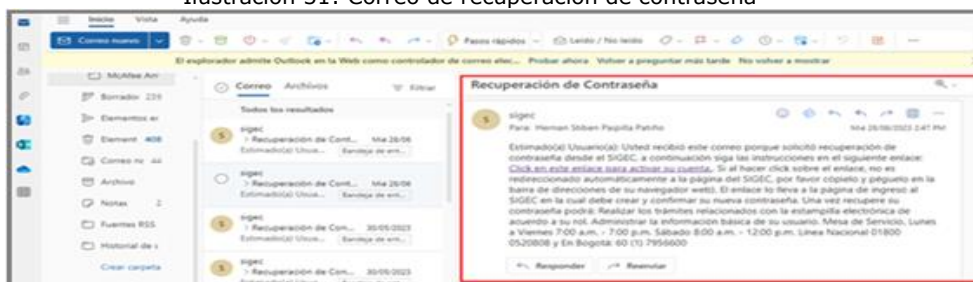 Ilustración 31: Correo de recuperación de contraseña
Inicio Vista Ayuda
Correo nuevo
Pasos rápidos
Leído / No leído
El explorador admite Outlook en la Web como controlador de correo elec... Probar ahora Volver a preguntar más tarde No volver a mostrar
McAfee An
Borrador 239
Elementos er
Element 408
Correo nc 44
Archivo
Notas 2
Fuentes RSS
Historial de c
Crear carpeta
Correo Archivos
Filtrar
Todos los resultados
sigec
> Recuperación de Cont... Mié 28/06
Estimado(a) Usua... Bandeja de ent...
sigec
> Recuperación de Cont... Mié 28/06
Estimado(a) Usua... Bandeja de ent...
sigec
> Recuperación de Con... 30/05/2023
Estimado(a) Usua... Bandeja de ent...
sigec
> Recuperación de Con... 30/05/2023
Recuperación de Contraseña
S sigec
Para: Hernan Stiben Paipilla Patiño
Mié 28/06/2023 2:41 PM
Estimado(a) Usuario(a): Usted recibió este correo porque solicitó recuperación de
contraseña desde el SIGEC, a continuación siga las instrucciones en el siguiente enlace:
Click en este enlace para activar su cuenta. Si al hacer click sobre el enlace, no es
redireccionado automáticamente a la página del SIGEC, por favor cópielo y péguelo en la
barra de direcciones de su navegador web). El enlace lo lleva a la página de ingreso al
SIGEC en la cual debe crear y confirmar su nueva contraseña. Una vez recupere su
contraseña podrá: Realizar los trámites relacionados con la estampilla electrónica de
acuerdo a su rol. Administrar la información básica de su usuario. Mesa de Servicio, Lunes
a Viernes 7:00 a.m. - 7:00 p.m. Sábado 8:00 a.m. - 12:00 p.m. Línea Nacional 01800
0520808 y En Bogotá: 60 (1) 7956600
Responder Reenviar